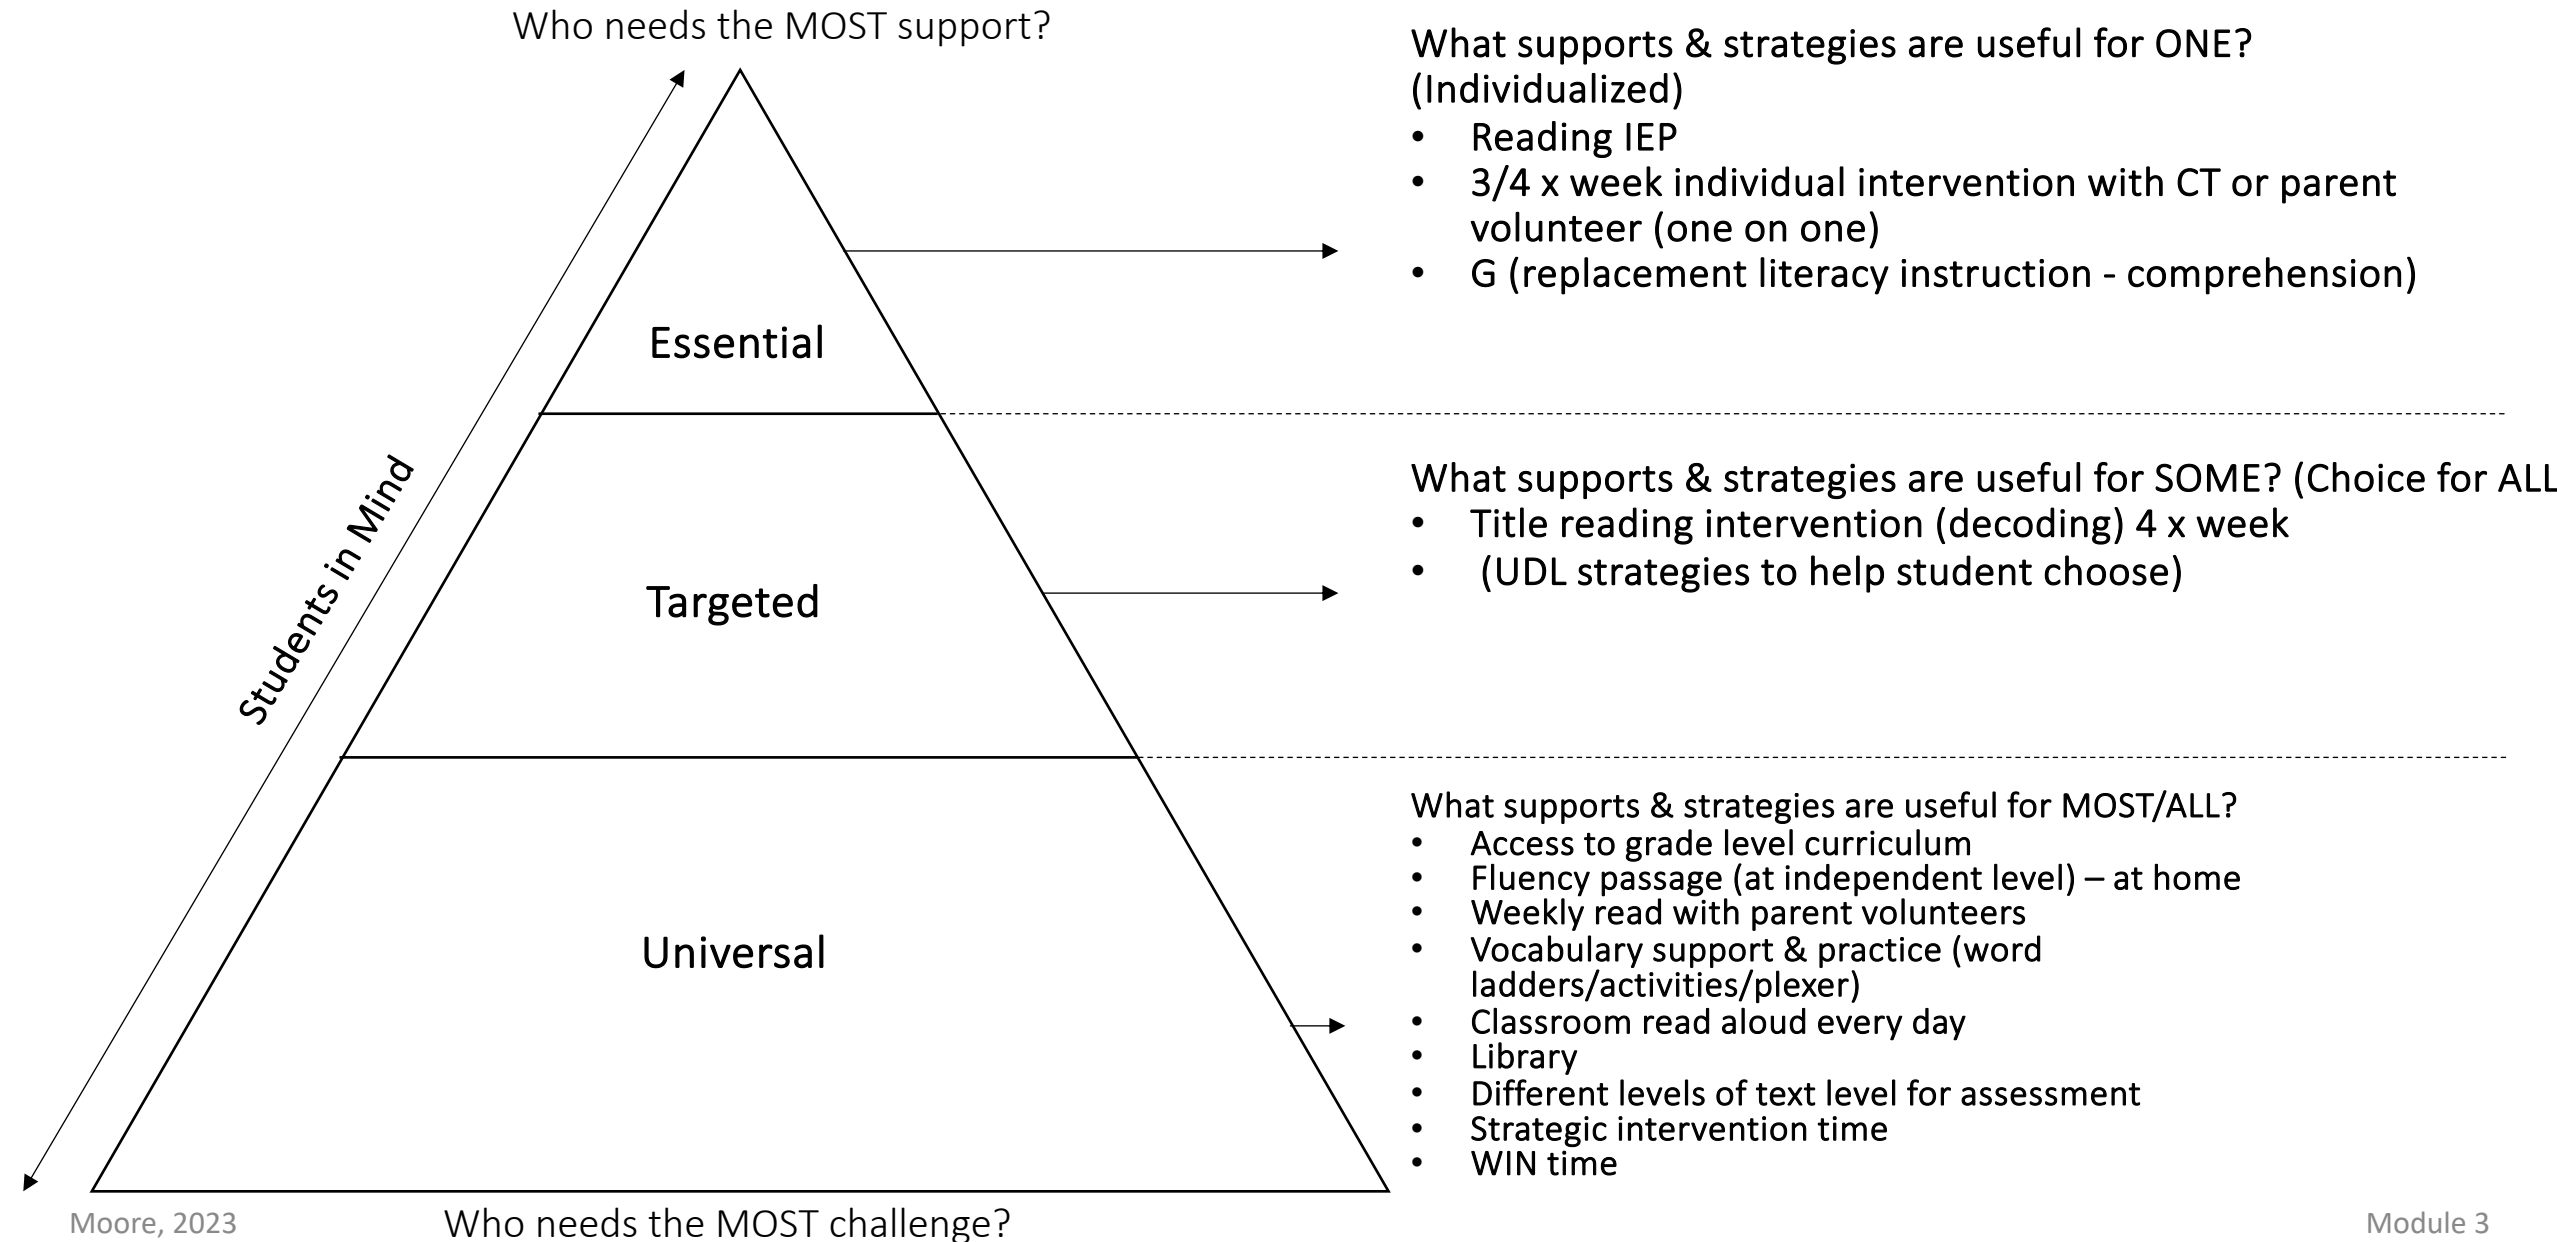 Who needs the MOST support?
Students in Mind
Essential
Targeted
Universal
What supports & strategies are useful for ONE?
(Individualized)
• Reading IEP
• 3/4 x week individual intervention with CT or parent
volunteer (one on one)
• G (replacement literacy instruction - comprehension)
What supports & strategies are useful for SOME? (Choice for ALL
• Title reading intervention (decoding) 4 x week
• (UDL strategies to help student choose)
What supports & strategies are useful for MOST/ALL?
• Access to grade level curriculum
• Fluency passage (at independent level) – at home
• Weekly read with parent volunteers
• Vocabulary support & practice (word
ladders/activities/plexer)
• Classroom read aloud every day
• Library
• Different levels of text level for assessment
• Strategic intervention time
• WIN time
Moore, 2023
Who needs the MOST challenge?
Module 3